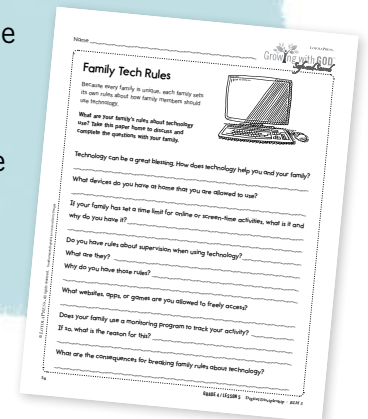 e
e
Name
LOYOLA PRESS
Growing with GOD
Family Tech Rules
Because every family is unique, each family sets
its own rules about how family members should
use technology.
What are your family's rules about technology
use? Take this paper home to discuss and
complete the questions with your family.
Technology can be a great blessing. How does technology help you and your family?
What devices do you have at home that you are allowed to use?
If your family has set a time limit for online or screen-time activities, what is it and
why do you have it?
Do you have rules about supervision when using technology?
What are they?
Why do you have those rules?
What websites, apps, or games are you allowed to freely access?
Does your family use a monitoring program to track your activity?
If so, what is the reason for this?
What are the consequences for breaking family rules about technology?
GRADE 6 / LESSON 5